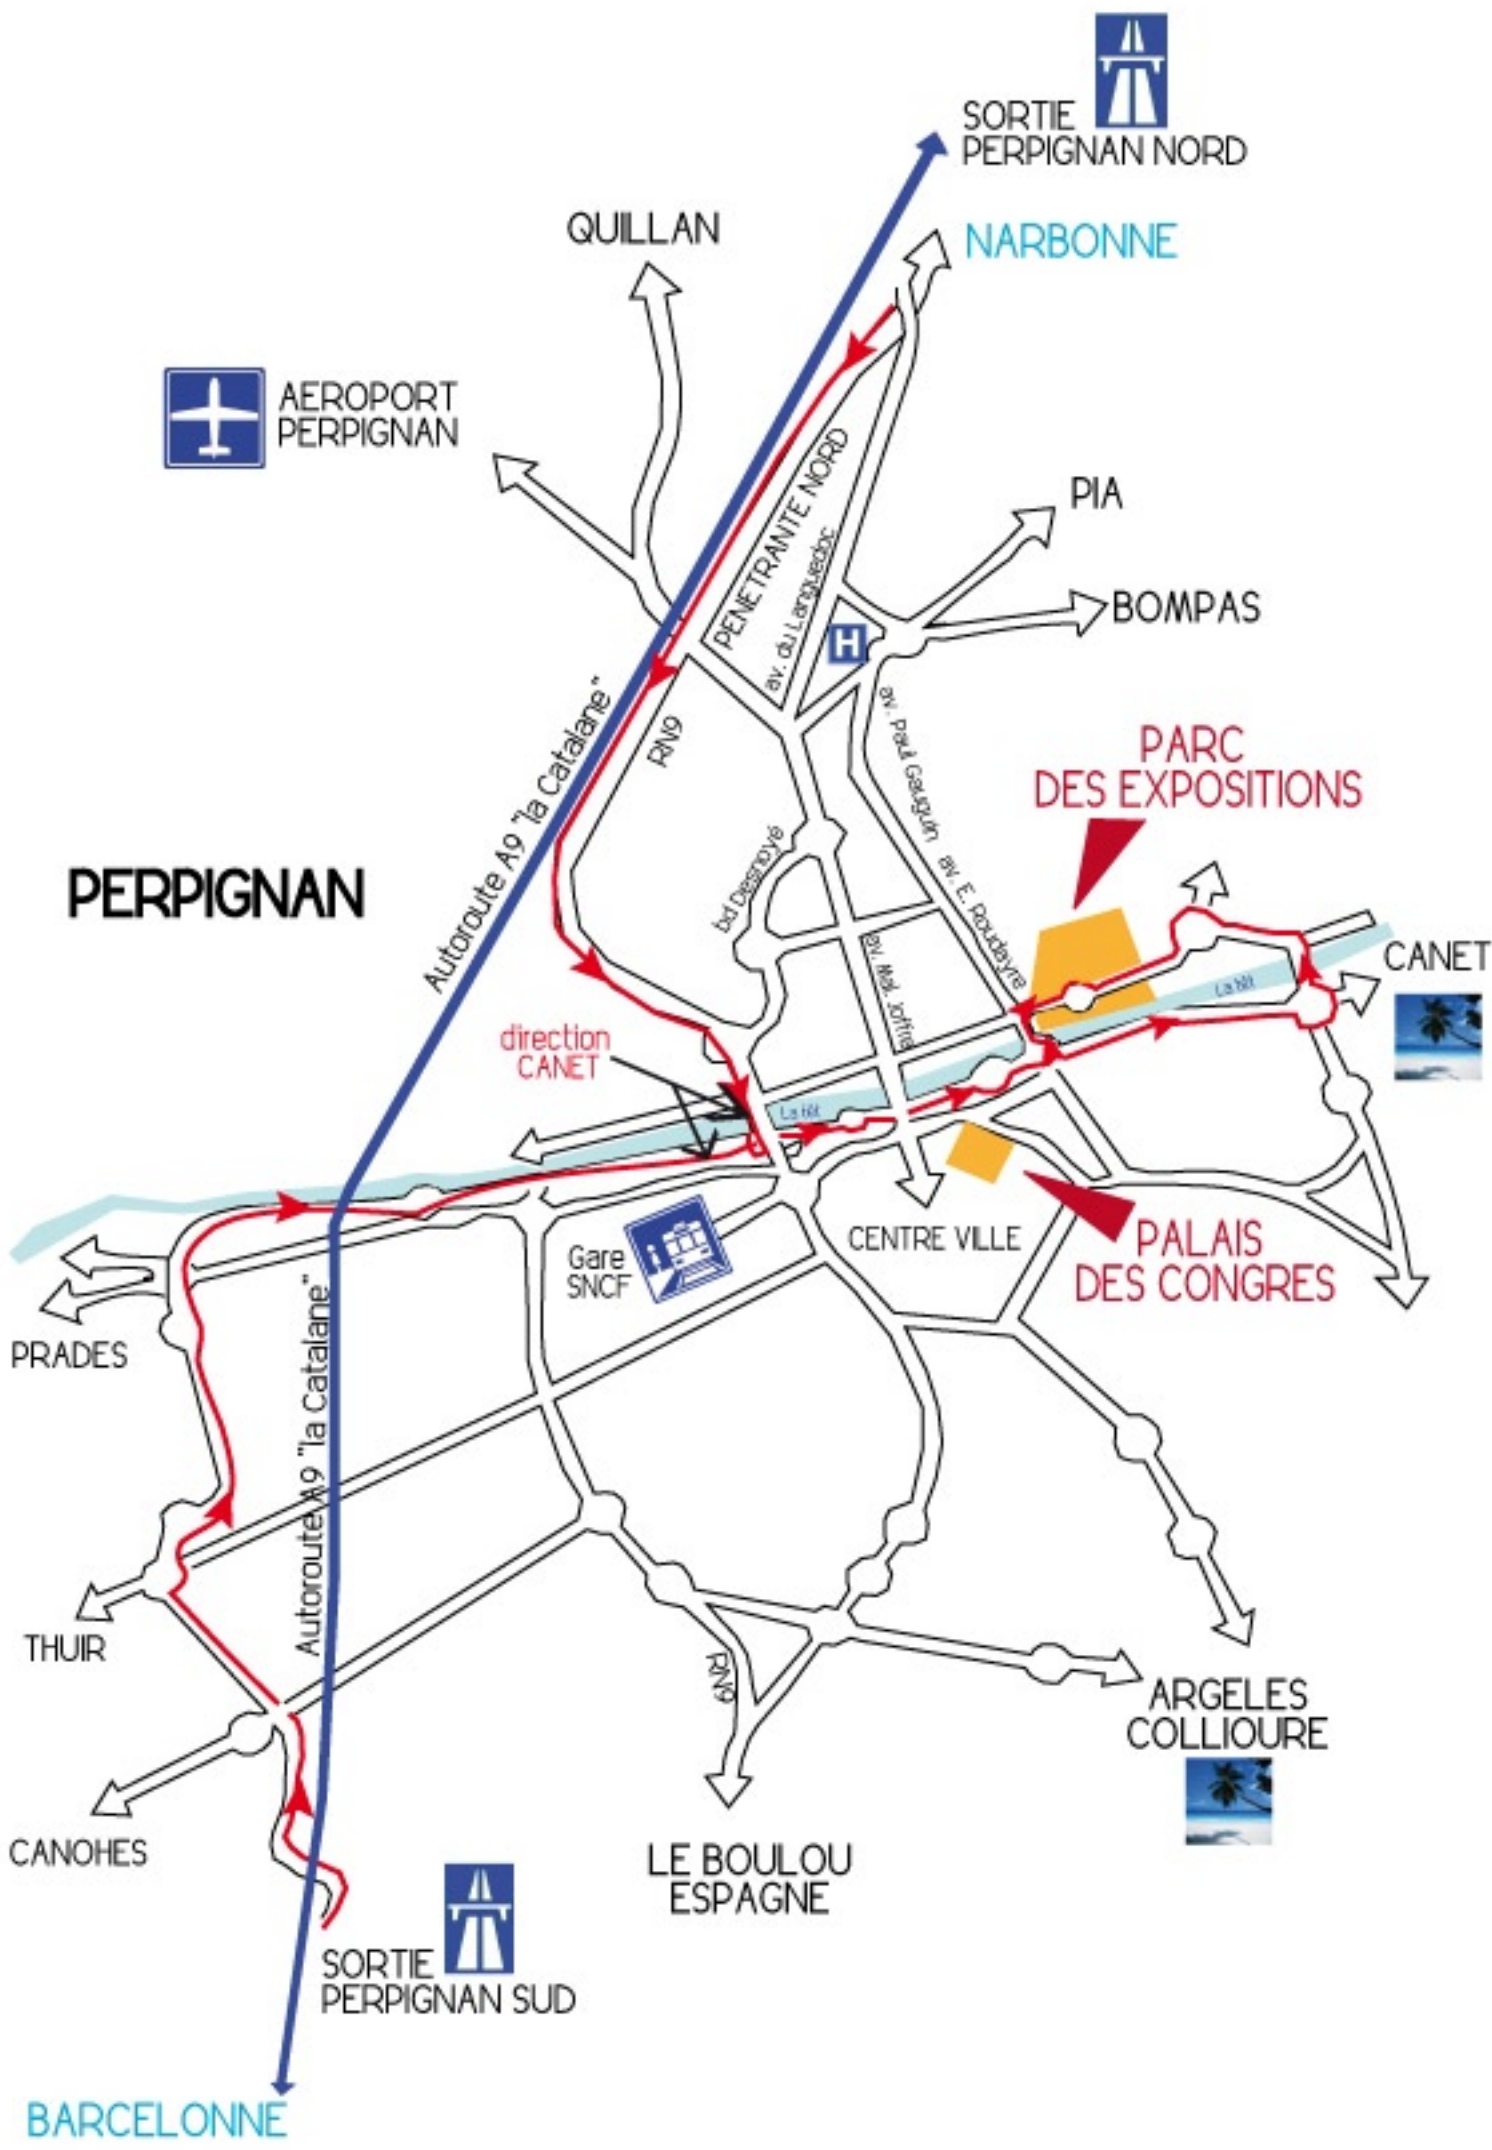 SORTIE
PERPIGNAN NORD
QUILLAN
NARBONNE
AEROPORT
PERPIGNAN
PENETRANTE NORD
PIA
av. du Languedoc
BOMPAS
H
RN9
av. Paul Gauguin
Autoroute A9 "la Catalane"
PARC
DES EXPOSITIONS
bd Desnoyé
av. E. Roudayre
PERPIGNAN
av. Mal. Joffre
CANET
La têt
direction
CANET
La têt
CENTRE VILLE
Gare
SNCF
PALAIS
DES CONGRES
PRADES
Autoroute A9 "la Catalane"
THUIR
RN9
ARGELES
COLLIOURE
CANOHES
LE BOULOU
ESPAGNE
SORTIE
PERPIGNAN SUD
BARCELONNE